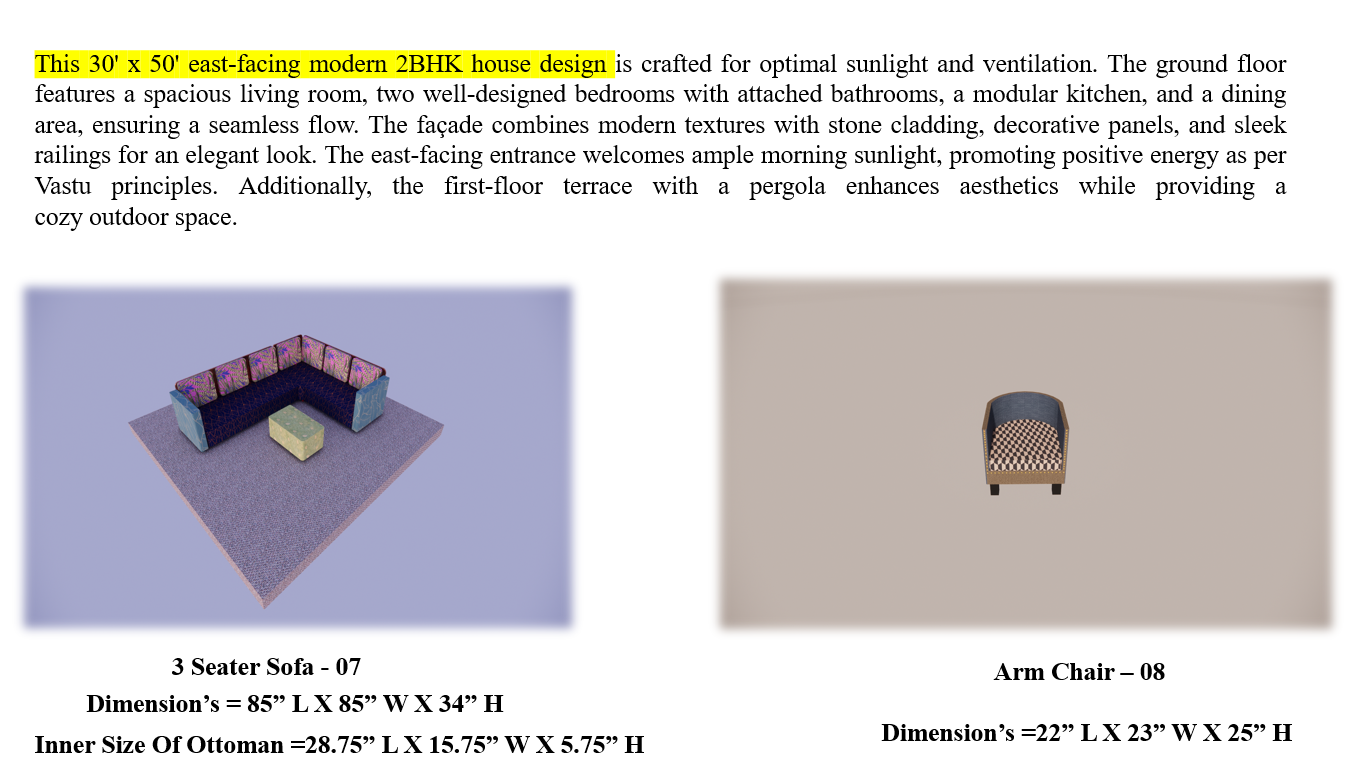 This 30' x 50' east-facing modern 2BHK house design is crafted for optimal sunlight and ventilation. The ground floor
features a spacious living room, two well-designed bedrooms with attached bathrooms, a modular kitchen, and a dining
area, ensuring a seamless flow. The façade combines modern textures with stone cladding, decorative panels, and sleek
railings for an elegant look. The east-facing entrance welcomes ample morning sunlight, promoting positive energy as per
Vastu principles. Additionally, the first-floor terrace with a pergola enhances aesthetics while providing a
cozy outdoor space.
3 Seater Sofa - 07
Dimension’s = 85” L X 85” W X 34” H
Inner Size Of Ottoman =28.75” L X 15.75” W X 5.75” H
Arm Chair – 08
Dimension’s =22” L X 23” W X 25” H